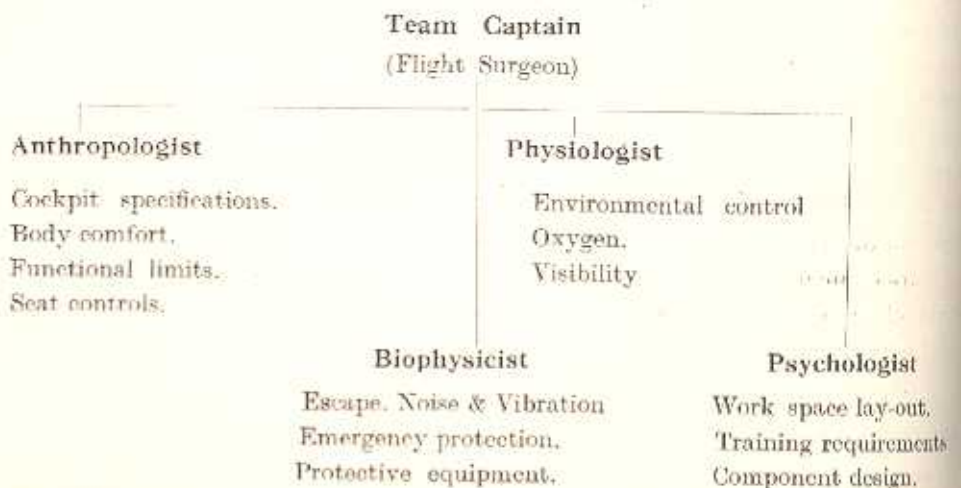 Team Captain
(Flight Surgeon)
Anthropologist
Cockpit specifications.
Body comfort.
Functional limits.
Seat controls.
Physiologist
Environmental control
Oxygen.
Visibility
Biophysicist
Escape. Noise & Vibration
Emergency protection.
Protective equipment.
Psychologist
Work space lay-out.
Training requirements
Component design.